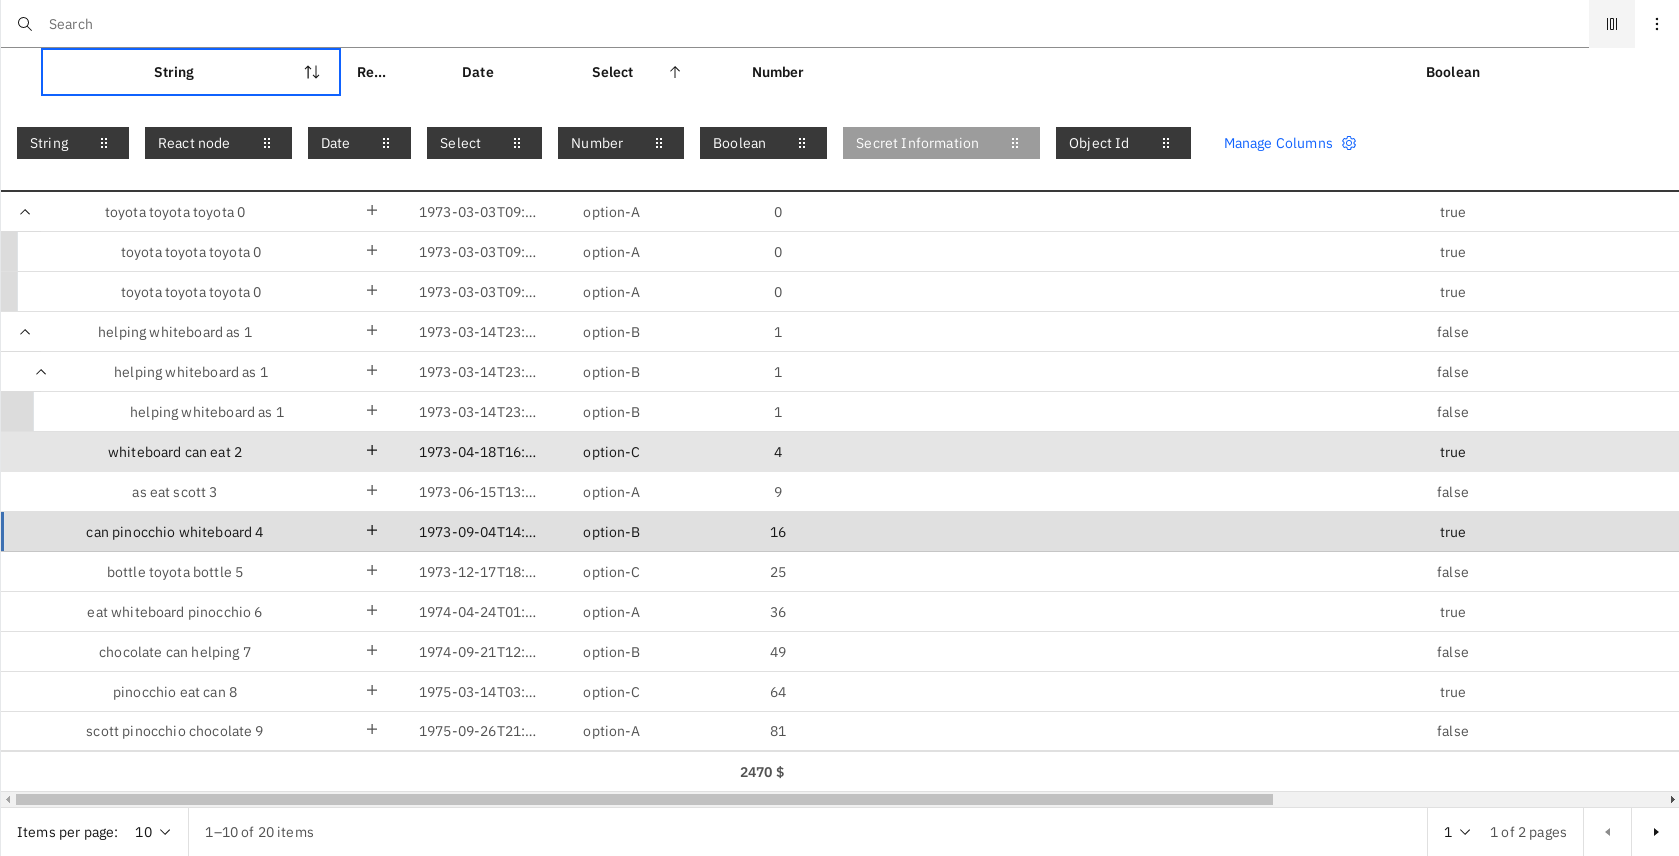 Search
String Re... Date Select Number Boolean
String React node Date Select Number Boolean Secret Information Object Id Manage Columns
toyota toyota toyota 0 + 1973-03-03T09:... option-A 0 true
toyota toyota toyota 0 + 1973-03-03T09:... option-A 0 true
toyota toyota toyota 0 + 1973-03-03T09:... option-A 0 true
helping whiteboard as 1 + 1973-03-14T23:... option-B 1 false
helping whiteboard as 1 + 1973-03-14T23:... option-B 1 false
helping whiteboard as 1 + 1973-03-14T23:... option-B 1 false
whiteboard can eat 2 + 1973-04-18T16:... option-C 4 true
as eat scott 3 + 1973-06-15T13:... option-A 9 false
can pinocchio whiteboard 4 + 1973-09-04T14:... option-B 16 true
bottle toyota bottle 5 + 1973-12-17T18:... option-C 25 false
eat whiteboard pinocchio 6 + 1974-04-24T01:... option-A 36 true
chocolate can helping 7 + 1974-09-21T12:... option-B 49 false
pinocchio eat can 8 + 1975-03-14T03:... option-C 64 true
scott pinocchio chocolate 9 + 1975-09-26T21:... option-A 81 false
2470 $
Items per page: 10 1–10 of 20 items 1 1 of 2 pages